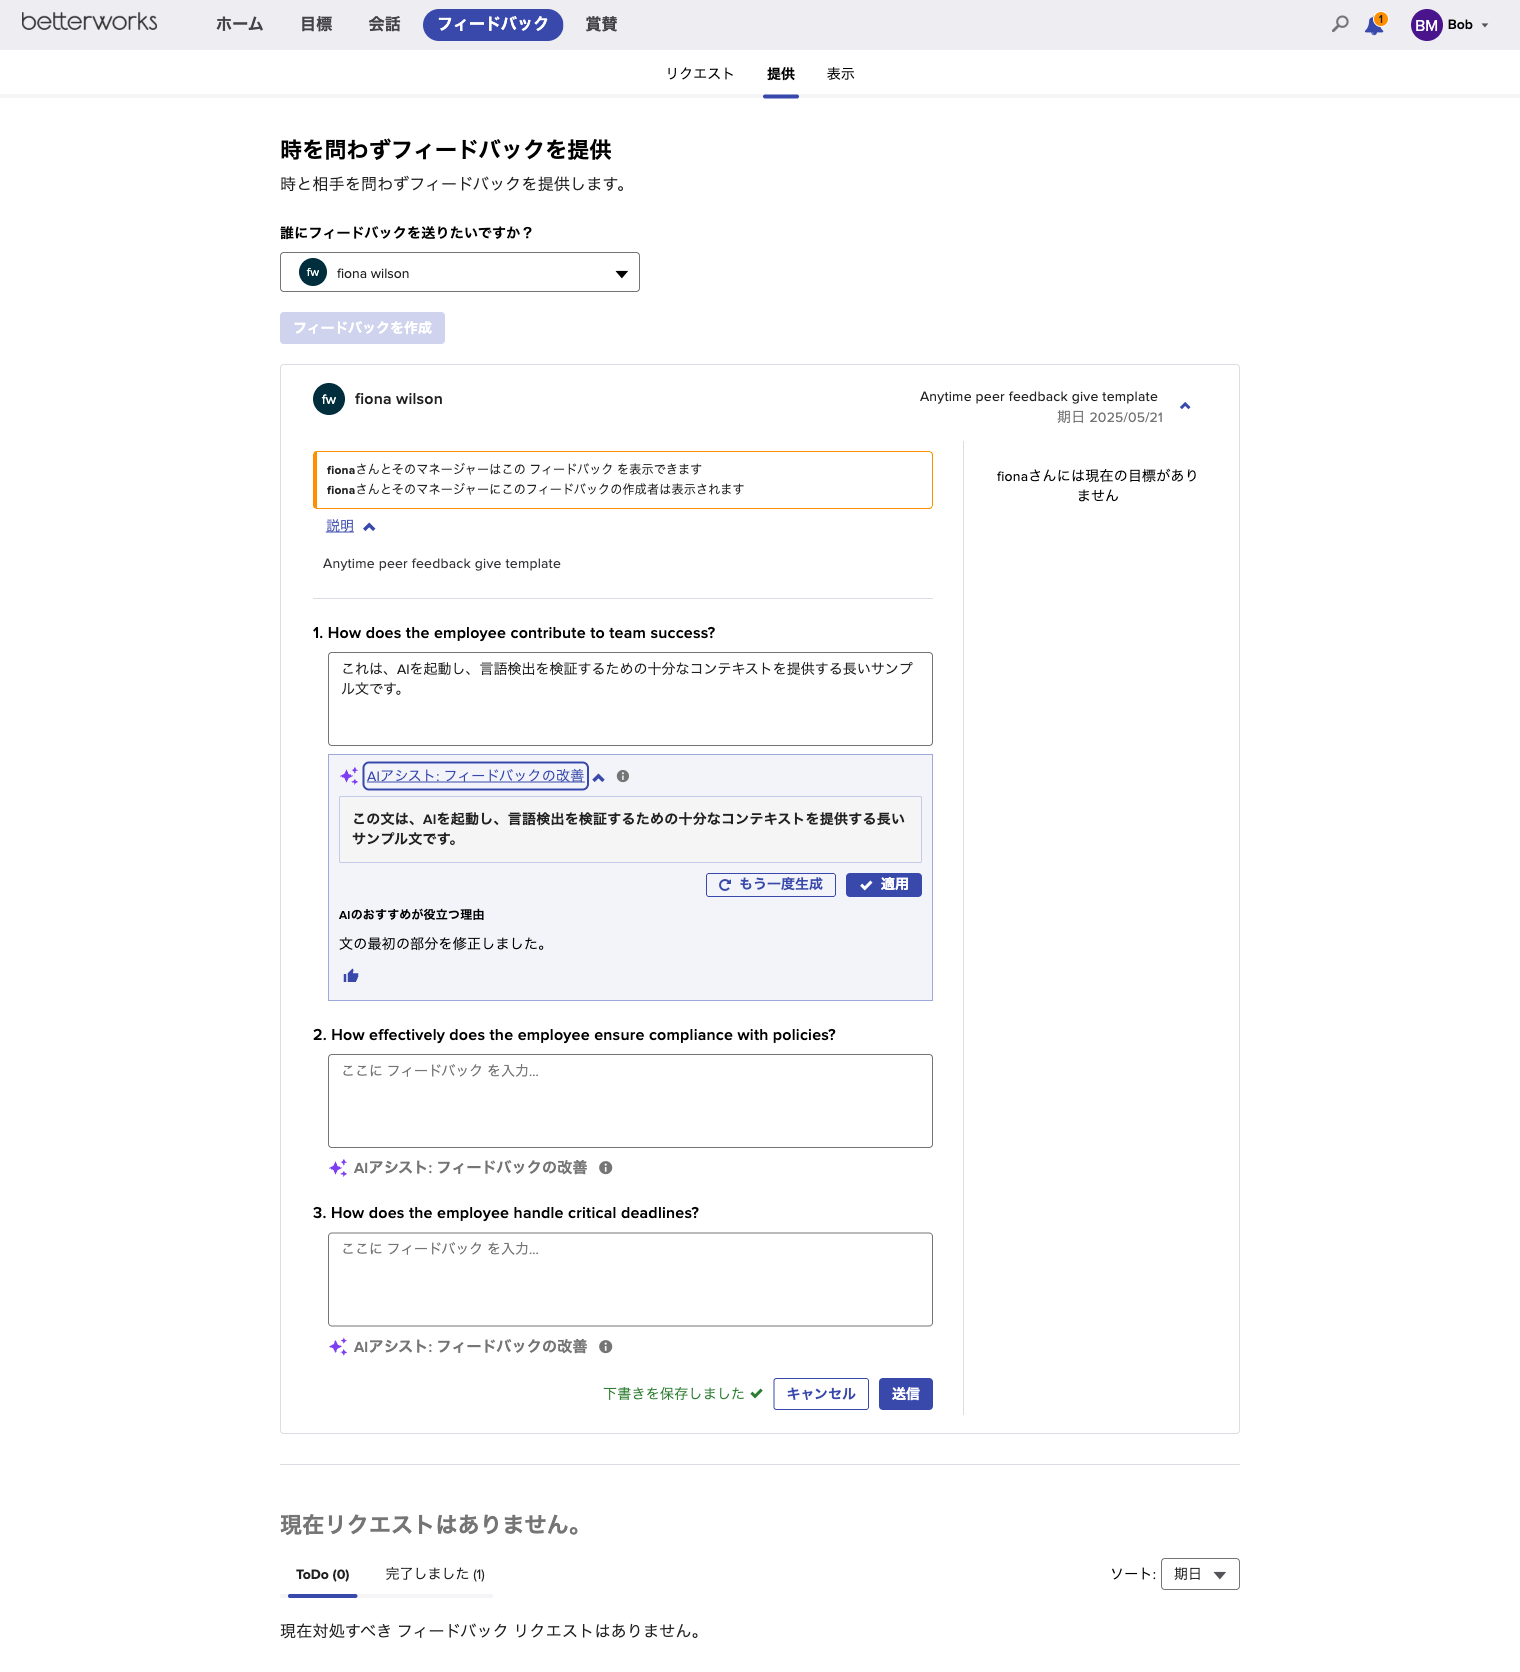 betterworks ホーム 目標 会話 フィードバック 賞賛 1 BM Bob
リクエスト 提供 表示
時を問わずフィードバックを提供
時と相手を問わずフィードバックを提供します。
誰にフィードバックを送りたいですか？
fw fiona wilson
フィードバックを作成
fw fiona wilson
Anytime peer feedback give template
期日 2025/05/21
fionaさんとそのマネージャーはこの フィードバック を表示できます
fionaさんとそのマネージャーにこのフィードバックの作成者は表示されます
説明
Anytime peer feedback give template
fionaさんには現在の目標があり
ません
1. How does the employee contribute to team success?
これは、AIを起動し、言語検出を検証するための十分なコンテキストを提供する長いサンプ
ル文です。
AIアシスト: フィードバックの改善
この文は、AIを起動し、言語検出を検証するための十分なコンテキストを提供する長い
サンプル文です。
もう一度生成 適用
AIのおすすめが役立つ理由
文の最初の部分を修正しました。
2. How effectively does the employee ensure compliance with policies?
ここに フィードバック を入力...
AIアシスト: フィードバックの改善
3. How does the employee handle critical deadlines?
ここに フィードバック を入力...
AIアシスト: フィードバックの改善
下書きを保存しました キャンセル 送信
現在リクエストはありません。
ToDo (0) 完了しました (1) ソート: 期日
現在対処すべき フィードバック リクエストはありません。